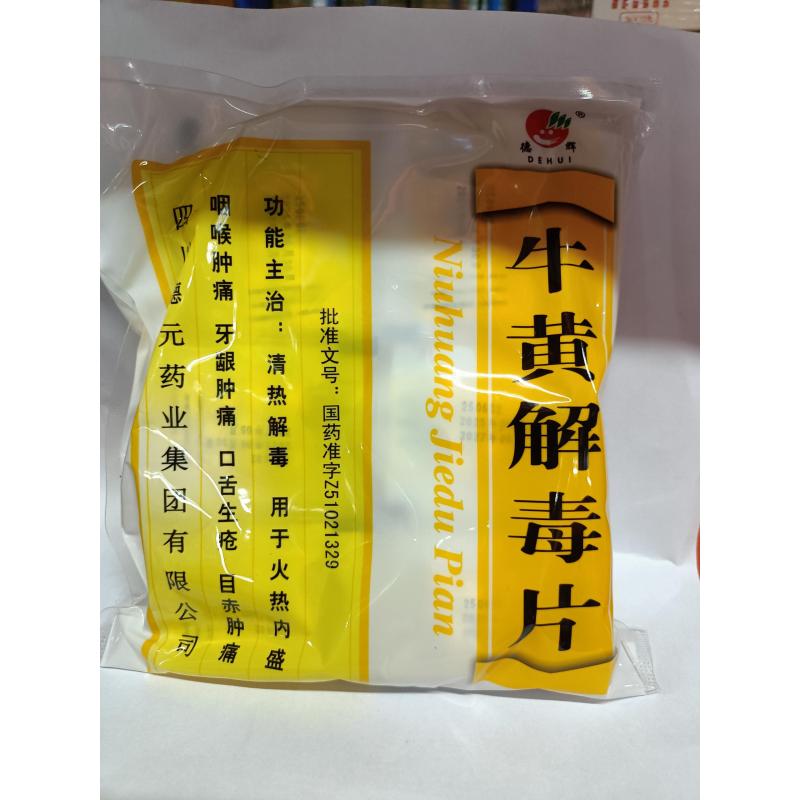 德辉®
DEHUI
牛黄解毒片
Niuhuang Jiedu Pian
批准文号：国药准字Z51021329
功能主治：清热解� 用于火热内盛
咽喉肿痛 牙龈肿痛 口舌生疮 目赤肿痛
四川德元药业集团有限公司